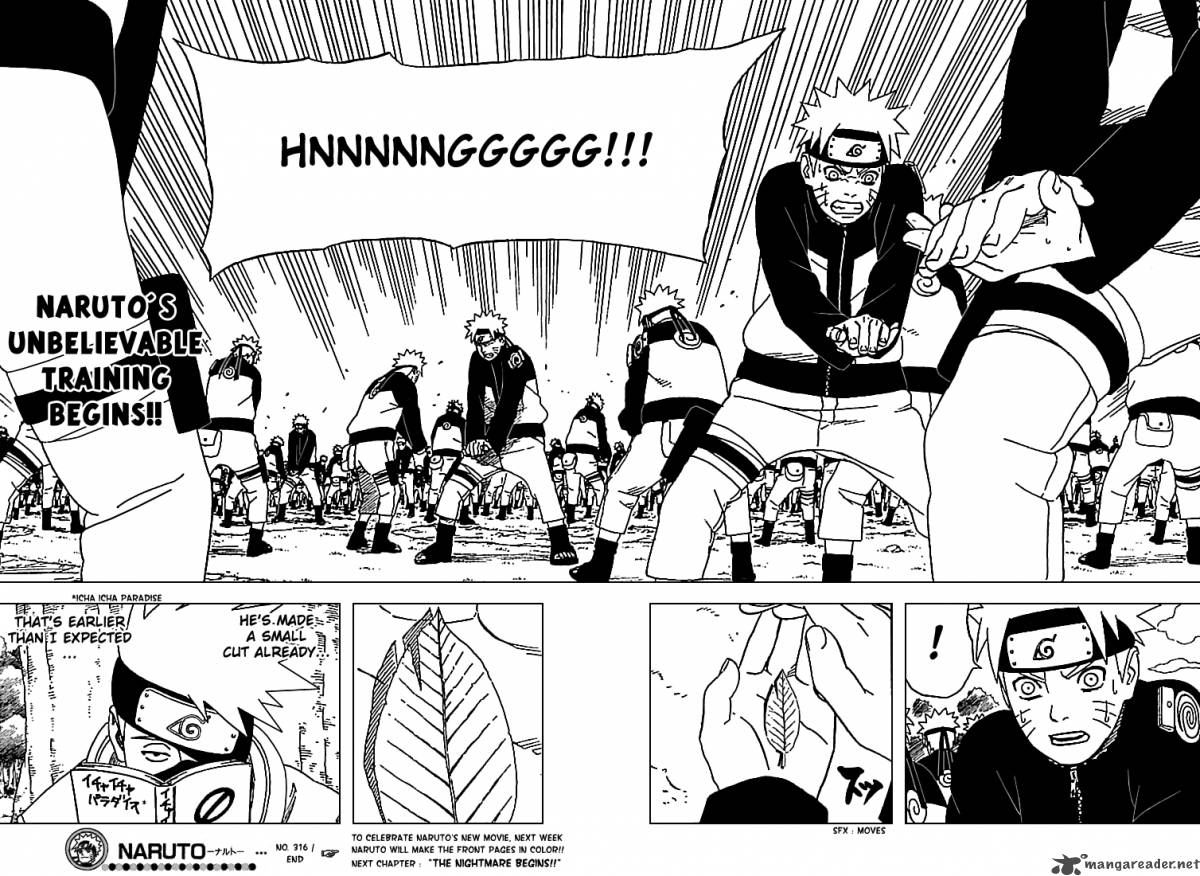 HNNNNNGGGGG!!!
NARUTO'S
UNBELIEVABLE
TRAINING
BEGINS!!
!
スッ
SFX : MOVES
HE'S MADE
A SMALL
CUT ALREADY...
THAT'S EARLIER
THAN I EXPECTED
...
*ICHA ICHA PARADISE
イチャイチャ
パラダイス*
NARUTO —ナルト— ... NO. 316 /
END
TO CELEBRATE NARUTO'S NEW MOVIE, NEXT WEEK
NARUTO WILL MAKE THE FRONT PAGES IN COLOR!!
NEXT CHAPTER : "THE NIGHTMARE BEGINS!!"
mangareader.net